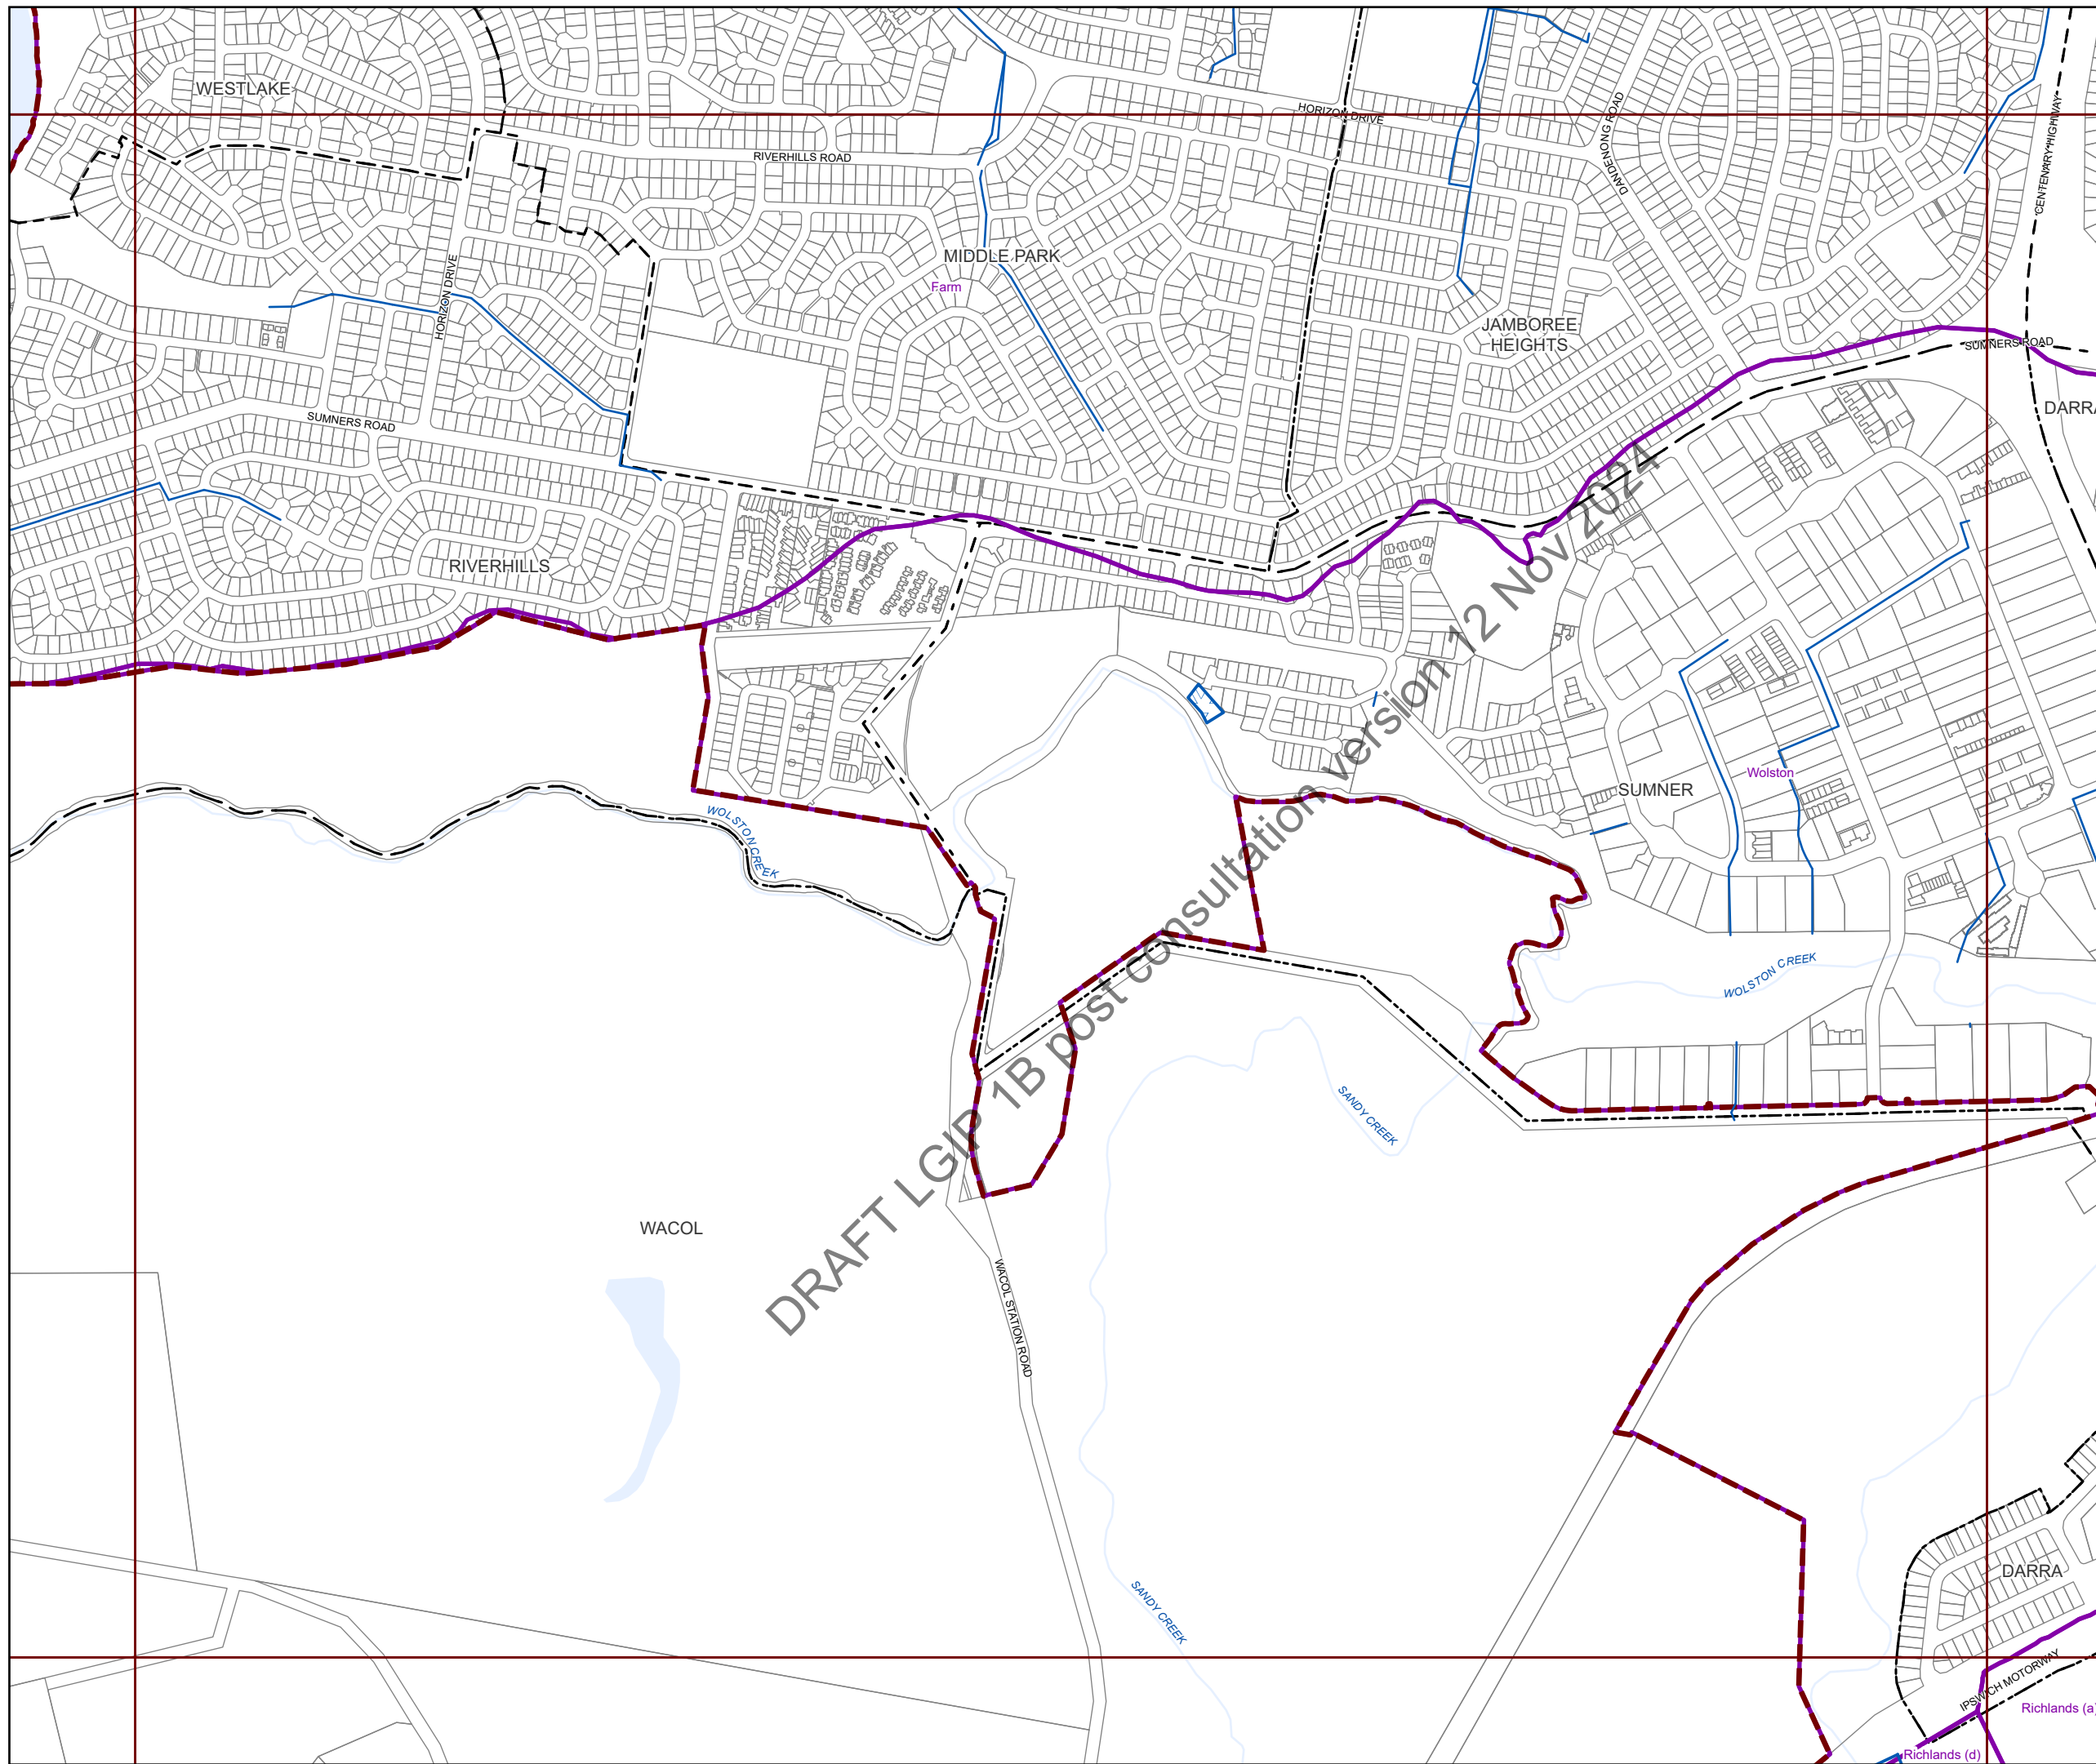 WESTLAKE
HORIZON DRIVE
DANDENONG ROAD
CENTENARY HIGHWAY
RIVERHILLS ROAD
MIDDLE PARK
Farm
HORIZON DRIVE
JAMBOREE
HEIGHTS
SUMNERS ROAD
DARRA
SUMNERS ROAD
RIVERHILLS
Wolston
SUMNER
WOLSTON CREEK
WOLSTON CREEK
SANDY CREEK
DRAFT LGIP 1B post consultation version 12 Nov 2024
WACOL
WACOL STATION ROAD
SANDY CREEK
DARRA
IPSWICH MOTORWAY
Richlands (a)
Richlands (d)